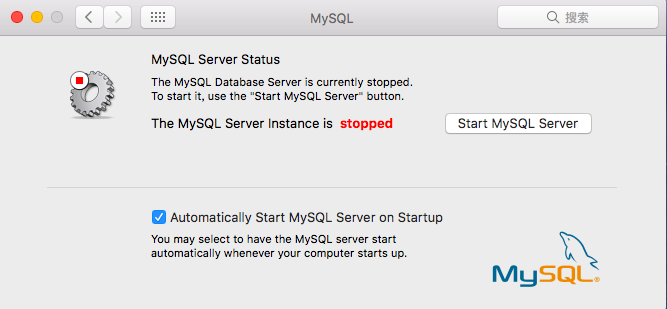 MySQL
搜索
MySQL Server Status
The MySQL Database Server is currently stopped.
To start it, use the "Start MySQL Server" button.
The MySQL Server Instance is stopped
Start MySQL Server
Automatically Start MySQL Server on Startup
You may select to have the MySQL server start
automatically whenever your computer starts up.
MySQL®